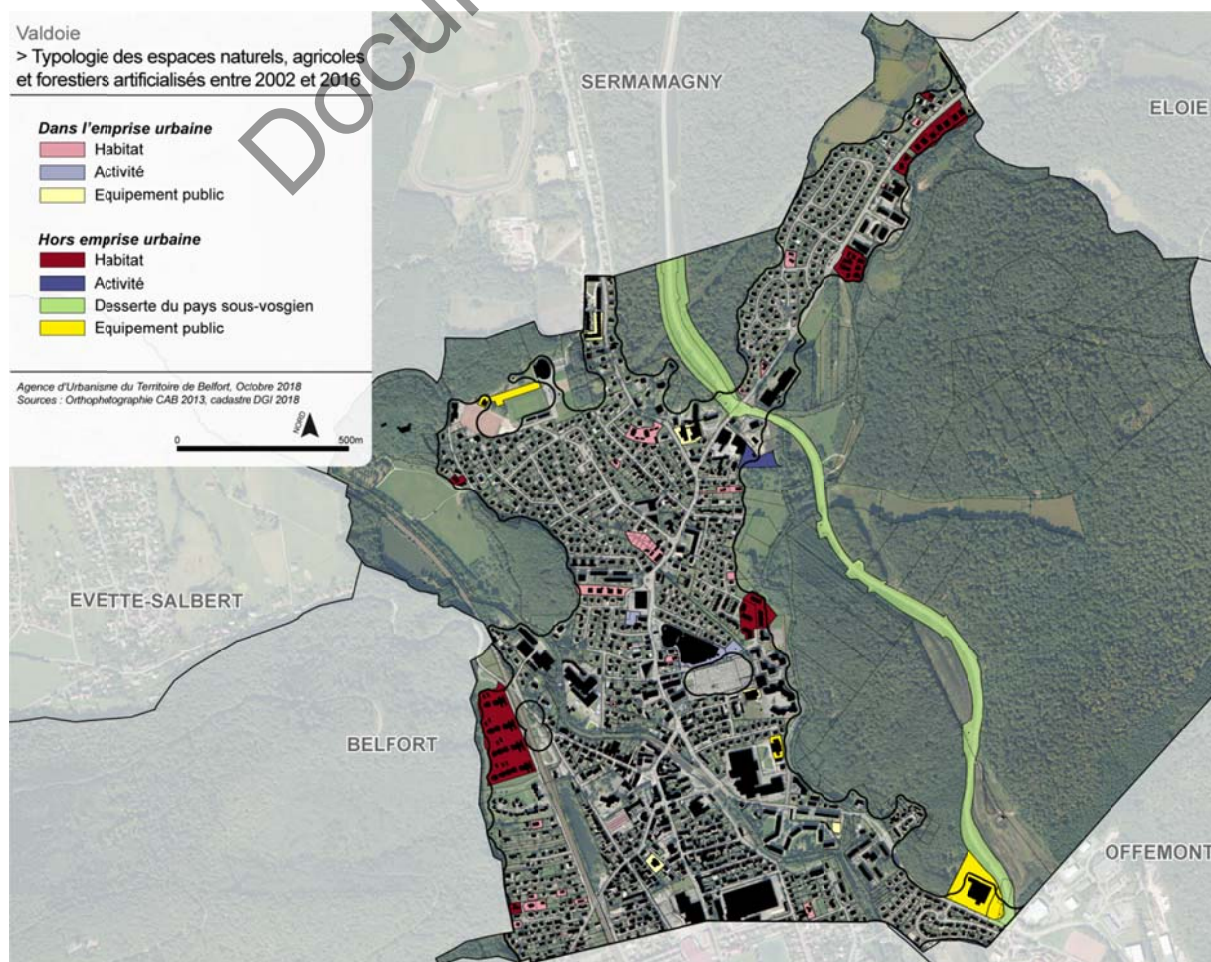 Valdoie
> Typologie des espaces naturels, agricoles
et forestiers artificialisés entre 2002 et 2016
Dans l'emprise urbaine
Habitat
Activité
Equipement public
Hors emprise urbaine
Habitat
Activité
Desserte du pays sous-vosgien
Equipement public
Agence d'Urbanisne du Territoire de Belfort, Octobre 2018
Sources : Orthophotographie CAB 2013, cadastre DGI 2018
NORD
0
500m
Docu
SERMAMAGNY
ELOIE
EVETTE-SALBERT
BELFORT
OFFEMONT